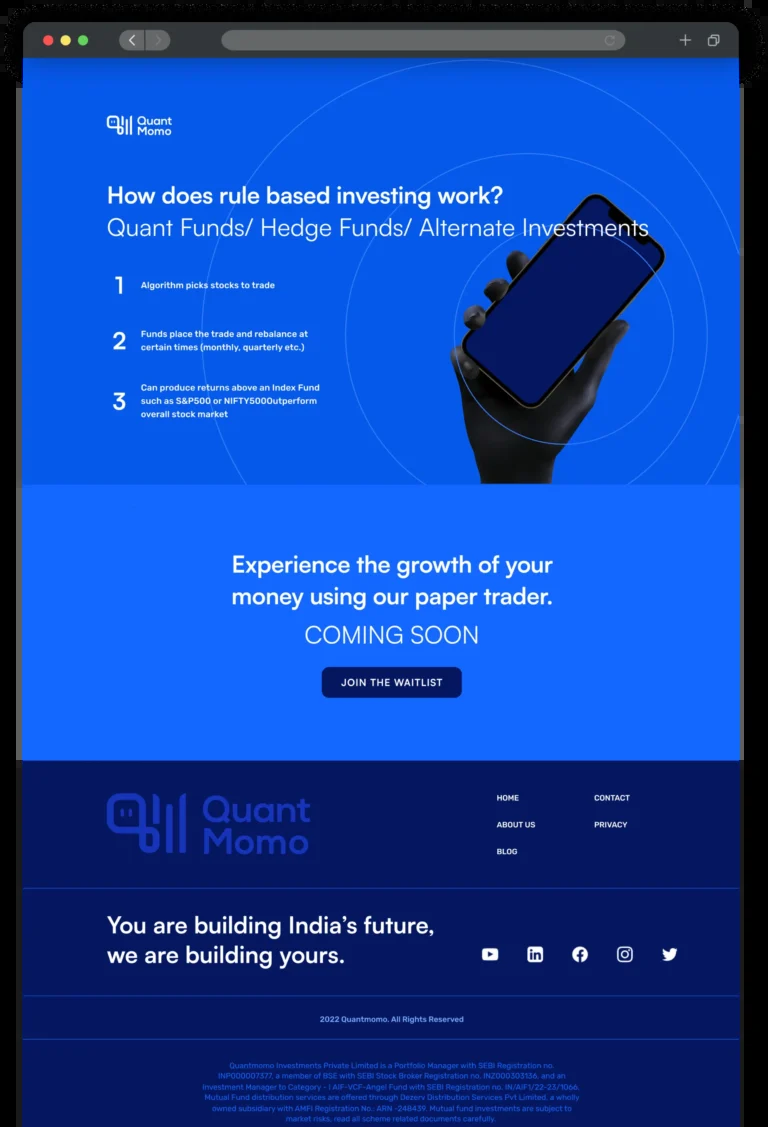 Quant
Momo
How does rule based investing work?
Quant Funds/ Hedge Funds/ Alternate Investments
1
Algorithm picks stocks to trade
2
Funds place the trade and rebalance at
certain times (monthly, quarterly etc.)
3
Can produce returns above an Index Fund
such as S&P500 or NIFTY500Outperform
overall stock market
Experience the growth of your
money using our paper trader.
COMING SOON
JOIN THE WAITLIST
Quant
Momo
HOME
CONTACT
ABOUT US
PRIVACY
BLOG
You are building India’s future,
we are building yours.
2022 Quantmomo. All Rights Reserved
Quantmomo Investments Private Limited is a Portfolio Manager with SEBI Registration no.
INP000007377, a member of BSE with SEBI Stock Broker Registration no. INZ000303136, and an
Investment Manager to Category - I AIF-VCF-Angel Fund with SEBI Registration no. IN/AIF1/22-23/1066.
Mutual Fund distribution services are offered through Dezerv Distribution Services Pvt Limited, a wholly
owned subsidiary with AMFI Registration No.: ARN -248439. Mutual fund investments are subject to
market risks, read all scheme related documents carefully.